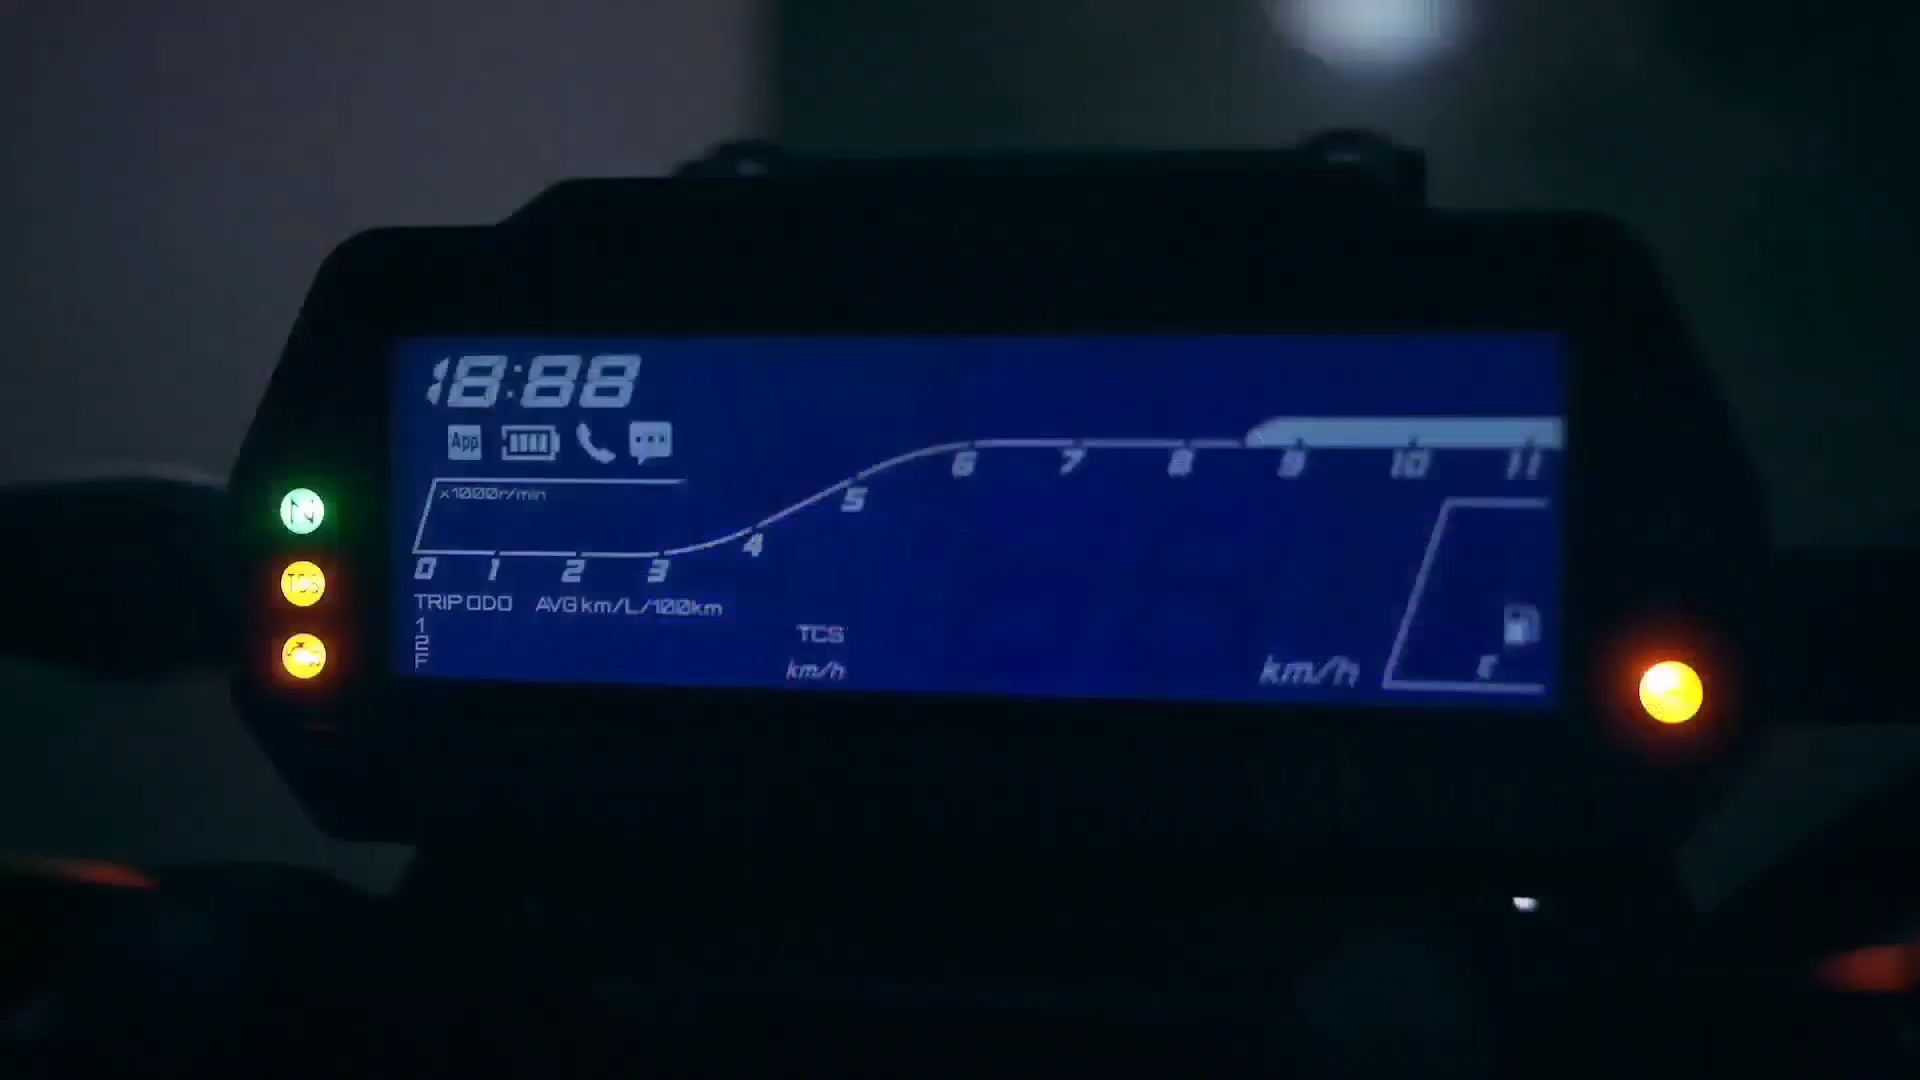 18:88
App
x1000r/min
0 1 2 3 4 5 6 7 8 9 10 11
N
TCS
TRIP ODO AVG km/L/100km
1
2
F
TCS
km/h
km/h
E